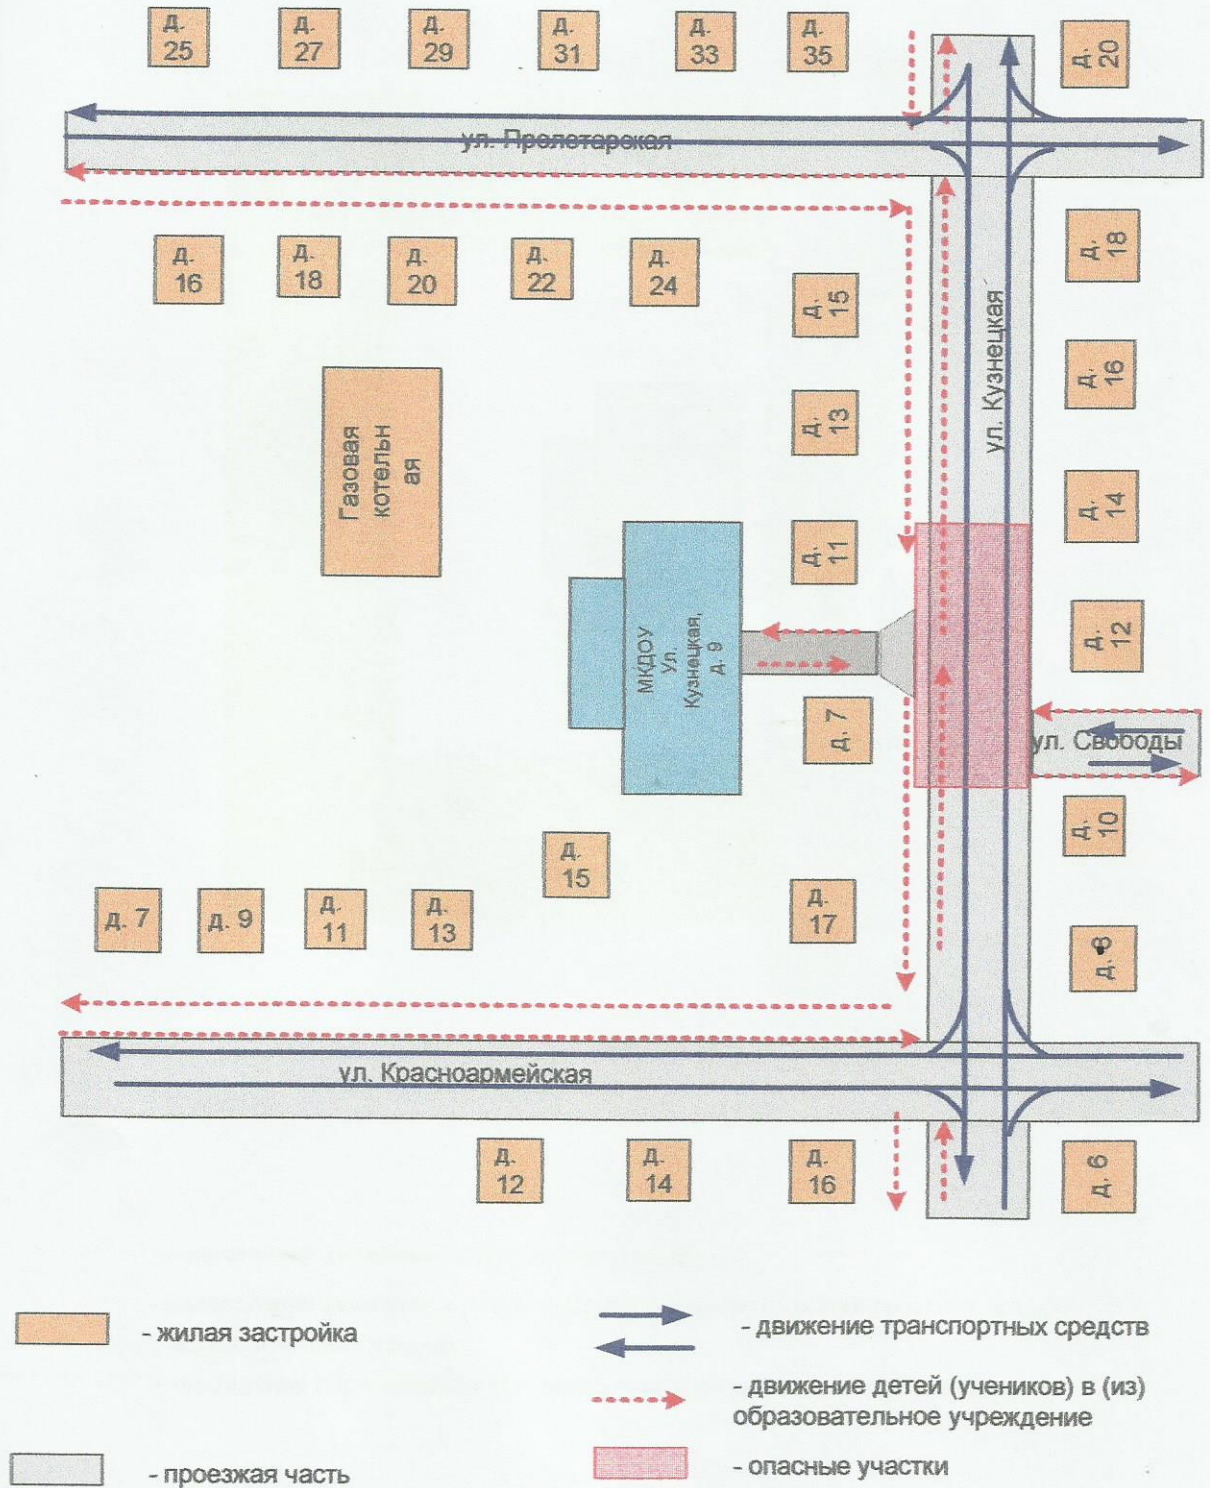 д.
25
д.
27
д.
29
д.
31
д.
33
д.
35
д.
20
ул. Пролетарская
д.
16
д.
18
д.
20
д.
22
д.
24
д.
15
д.
18
ул. Кузнецкая
д.
16
д.
13
Газовая
котельн
ая
д.
14
д.
11
МКДОУ
Ул.
Кузнецкая,
д. 9
д.
12
д. 7
ул. Свободы
д.
10
д.
15
д. 7
д. 9
д.
11
д.
13
д.
17
д. 8
ул. Красноармейская
д.
12
д.
14
д.
16
д. 6
- жилая застройка
- движение транспортных средств
- движение детей (учеников) в (из)
образовательное учреждение
- проезжая часть
- опасные участки